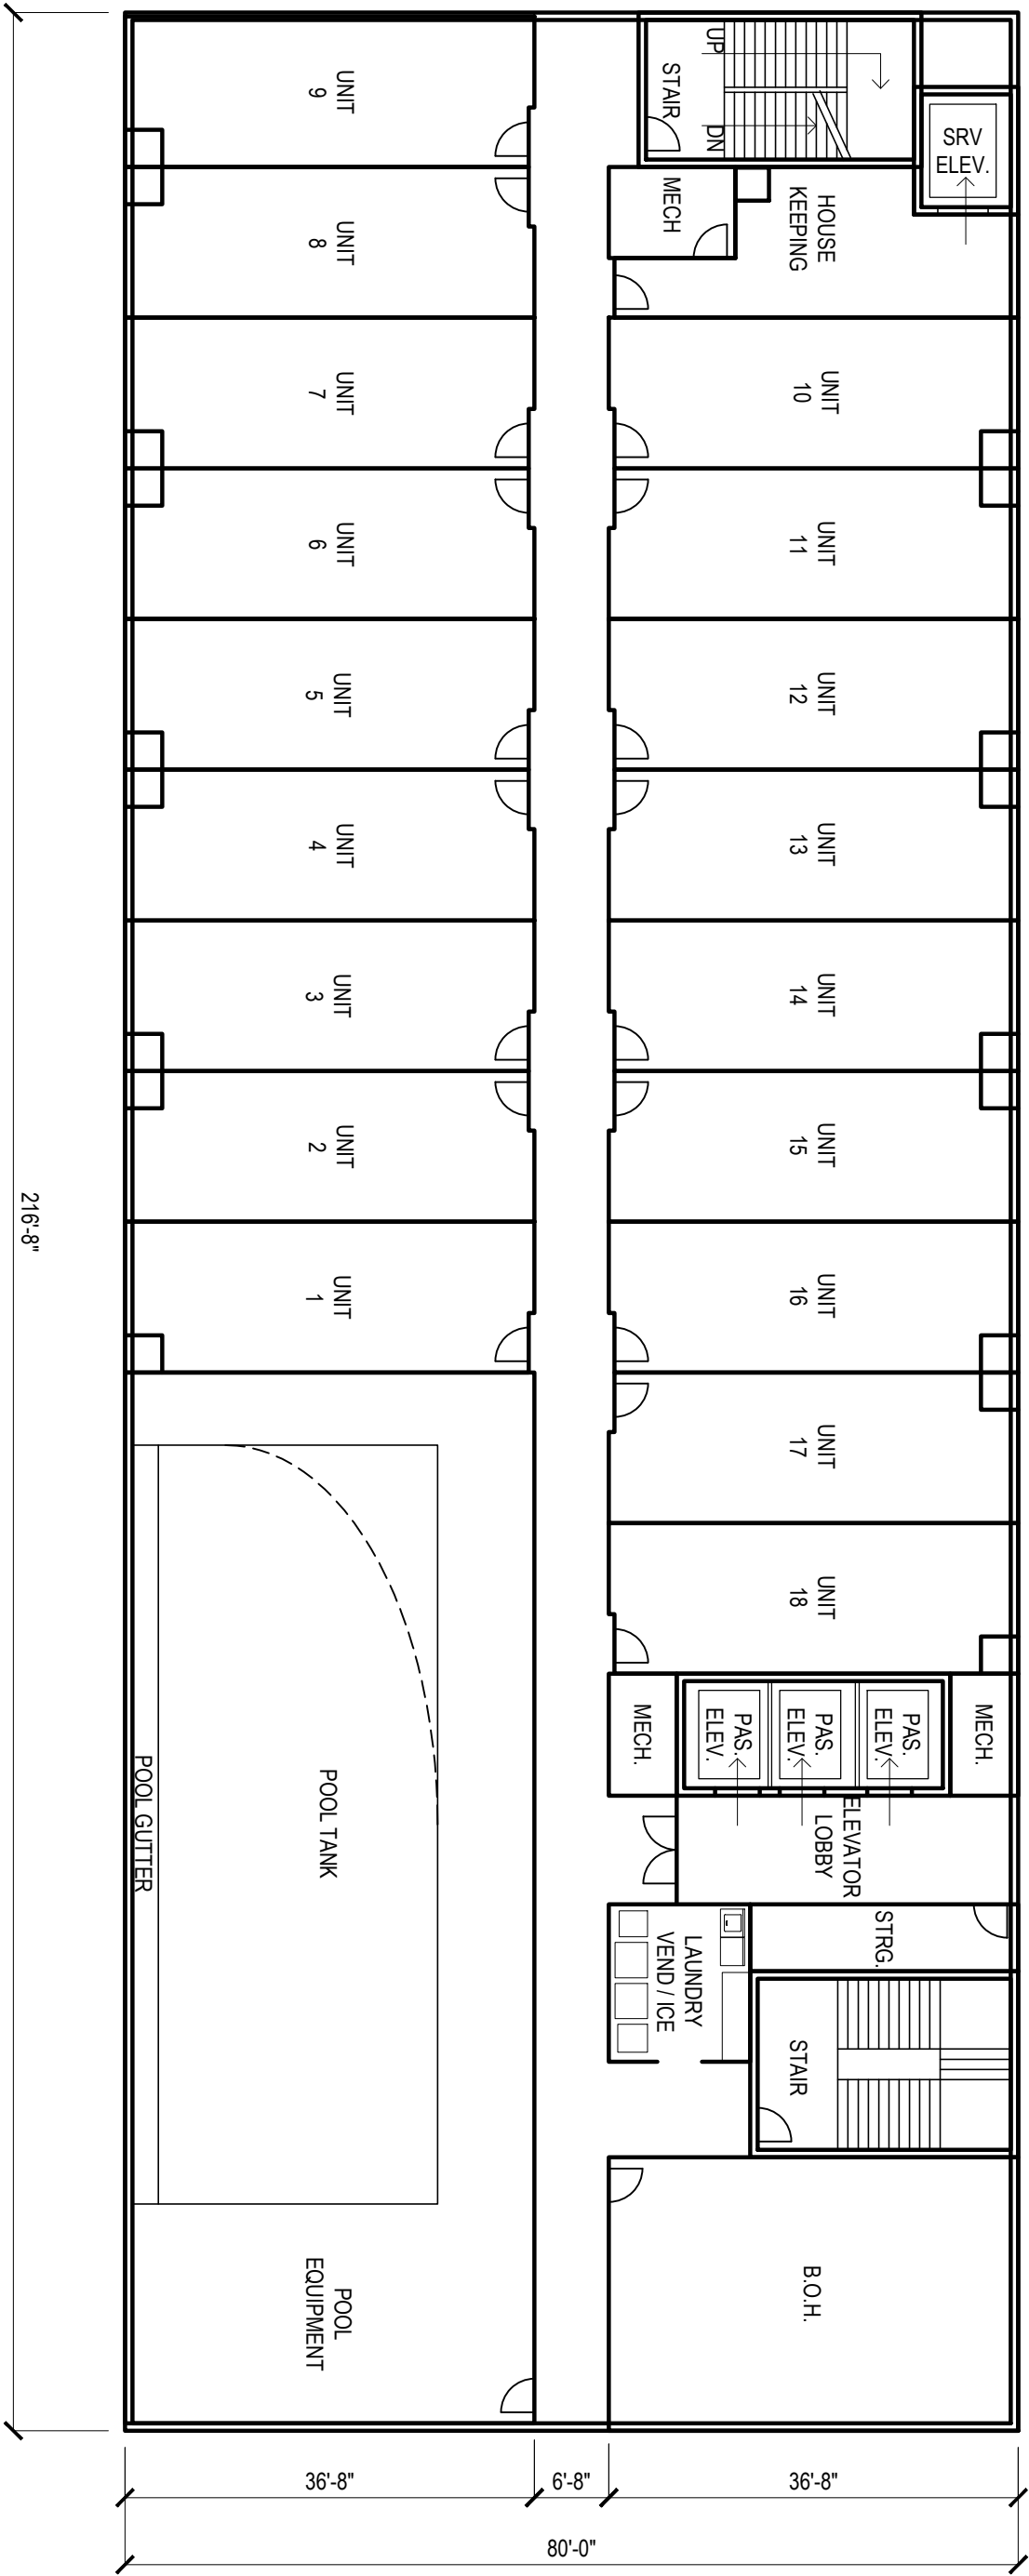 UP
DN
STAIR
SRV
ELEV.
MECH
HOUSE
KEEPING
UNIT
9
UNIT
8
UNIT
7
UNIT
6
UNIT
5
UNIT
4
UNIT
3
UNIT
2
UNIT
1
UNIT
10
UNIT
11
UNIT
12
UNIT
13
UNIT
14
UNIT
15
UNIT
16
UNIT
17
UNIT
18
MECH.
PAS.
ELEV.
PAS.
ELEV.
PAS.
ELEV.
MECH.
ELEVATOR
LOBBY
STRG.
LAUNDRY
VEND / ICE
STAIR
B.O.H.
POOL TANK
POOL GUTTER
POOL
EQUIPMENT
216'-8"
36'-8"
6'-8"
36'-8"
80'-0"